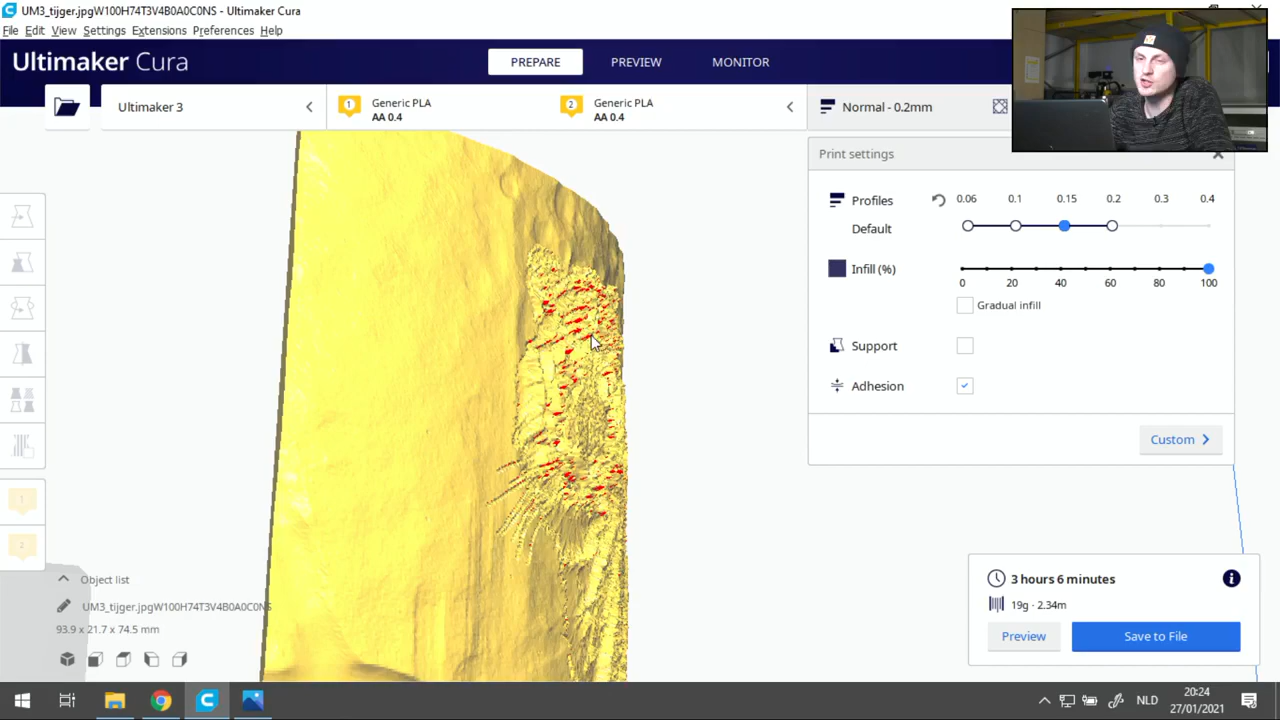 UM3_tijger.jpgW100H74T3V4B0A0C0NS - Ultimaker Cura
File Edit View Settings Extensions Preferences Help
Ultimaker Cura
PREPARE
PREVIEW
MONITOR
Ultimaker 3
1
Generic PLA
AA 0.4
2
Generic PLA
AA 0.4
Normal - 0.2mm
Print settings
Profiles
0.06 0.1 0.15 0.2 0.3 0.4
Default
Infill (%)
0 20 40 60 80 100
Gradual infill
Support
Adhesion
Custom
1
2
Object list
UM3_tijger.jpgW100H74T3V4B0A0C0NS
93.9 x 21.7 x 74.5 mm
3 hours 6 minutes
19g · 2.34m
Preview
Save to File
NLD
20:24
27/01/2021